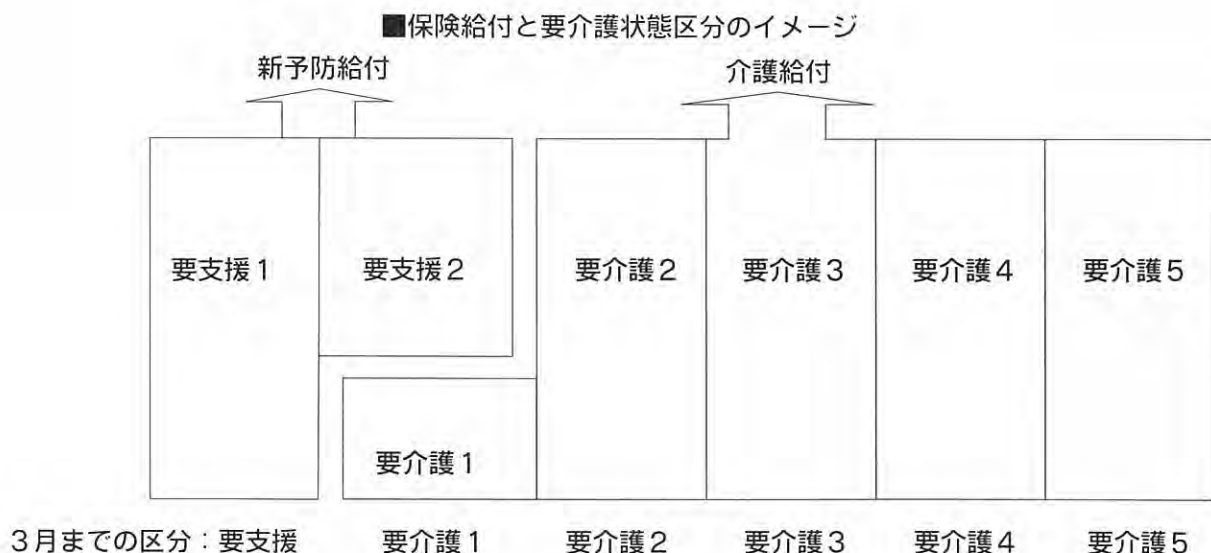 ■保険給付と要介護状態区分のイメージ
新予防給付
介護給付
要支援1
要支援2
要介護2
要介護3
要介護4
要介護5
要介護1
3月までの区分：要支援 要介護1 要介護2 要介護3 要介護4 要介護5